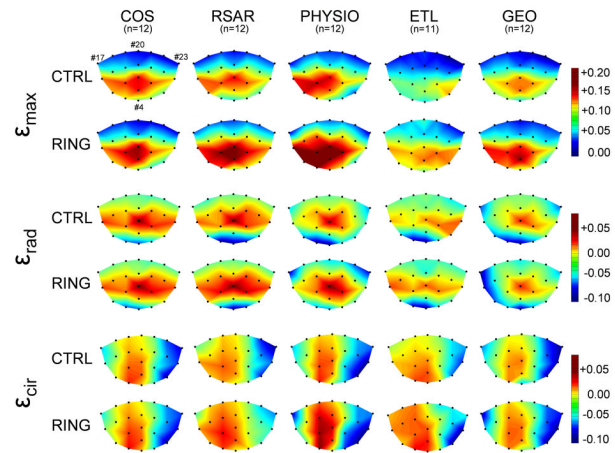 COS RSAR PHYSIO ETL GEO
(n=12) (n=12) (n=12) (n=11) (n=12)
#20
#17 #23
CTRL
#4
εmax
RING
+0.20
+0.15
+0.10
0.05
0.00
CTRL
εrad
RING
+0.05
0.00
-0.05
-0.10
CTRL
εcir
RING
+0.05
0.00
-0.05
-0.10